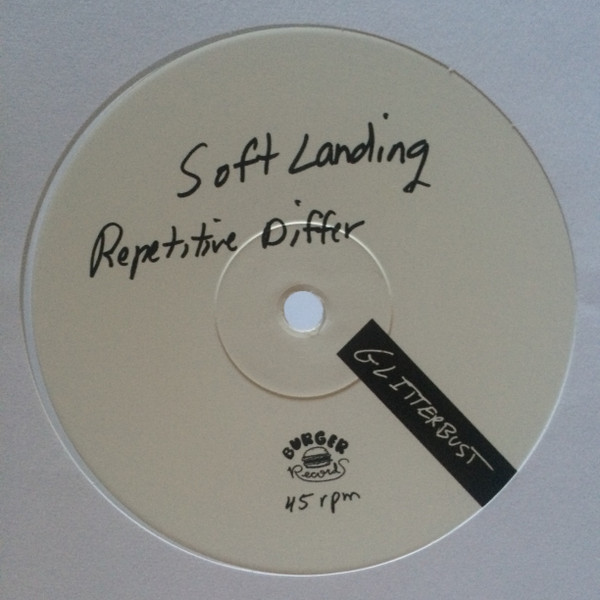 Soft Landing
Repetitive Differ
GLITTERBUST
BURGER
Records
45 rpm